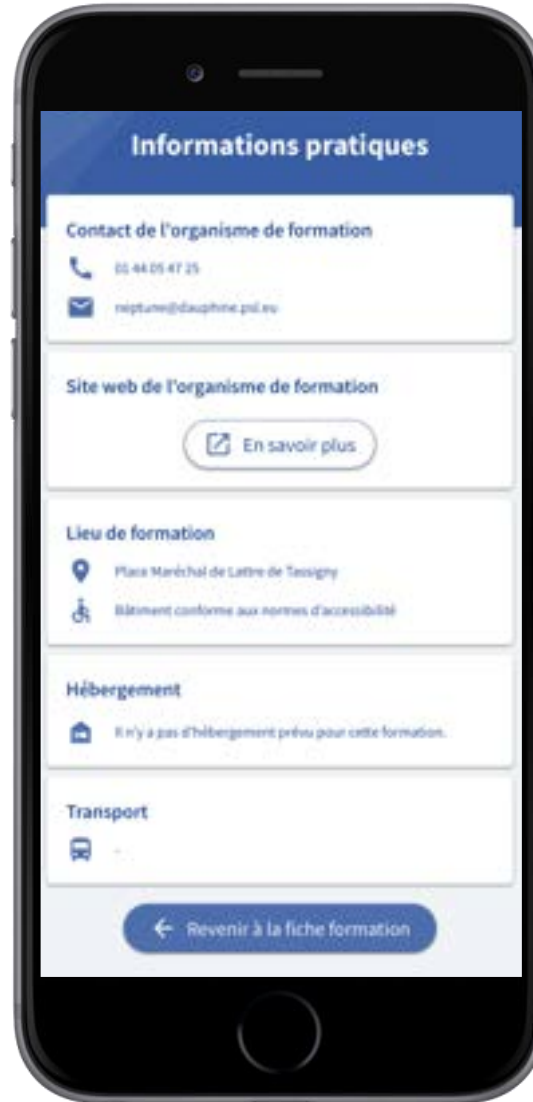 Informations pratiques
Contact de l'organisme de formation
01 44 05 47 25
neptune@dauphine.psl.eu
Site web de l'organisme de formation
En savoir plus
Lieu de formation
Place Maréchal de Lattre de Tassigny
Bâtiment conforme aux normes d'accessibilité
Hébergement
Il n'y a pas d'hébergement prévu pour cette formation.
Transport
-
Revenir à la fiche formation